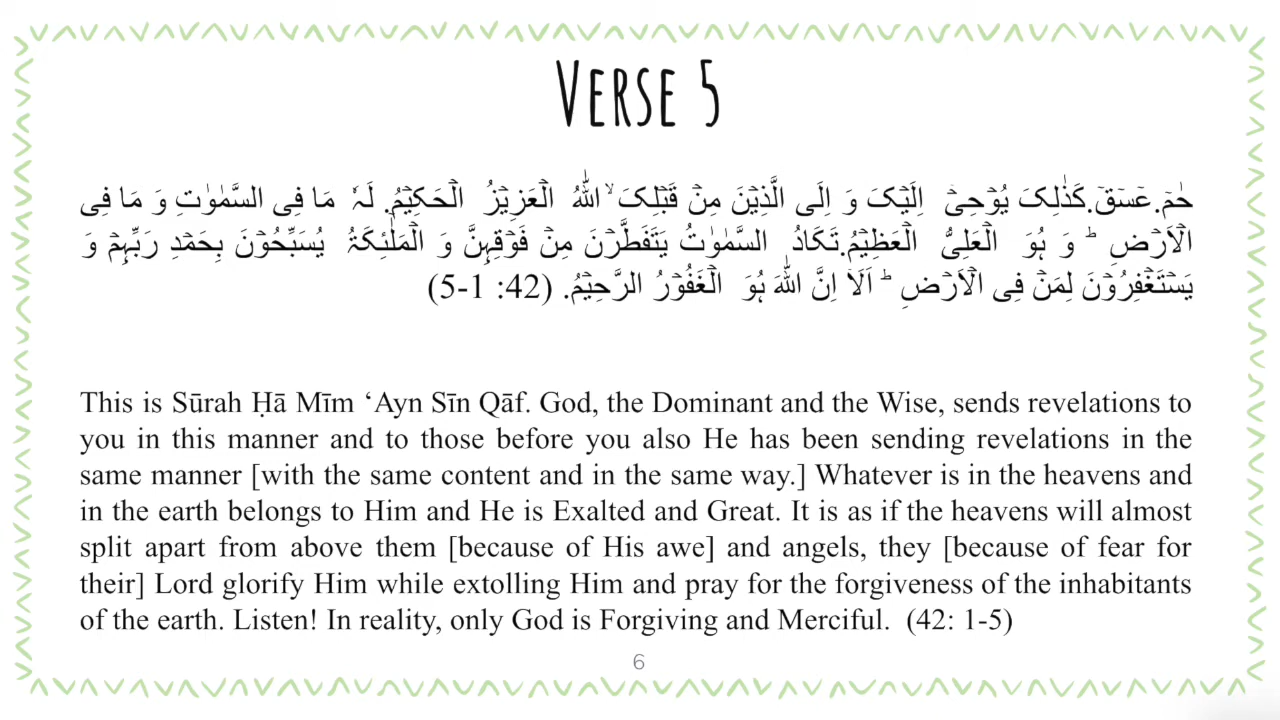 VERSE 5
حٰمٓ.عٓسٓقٓ.کَذٰلِکَ یُوۡحِیۡۤ اِلَیۡکَ وَ اِلَی الَّذِیۡنَ مِنۡ قَبۡلِکَ ۙ اللّٰہُ الۡعَزِیۡزُ الۡحَکِیۡمُ. لَہٗ مَا فِی السَّمٰوٰتِ وَ مَا فِی
الۡاَرۡضِ ؕ وَ ہُوَ الۡعَلِیُّ الۡعَظِیۡمُ.تَکَادُ السَّمٰوٰتُ یَتَفَطَّرۡنَ مِنۡ فَوۡقِہِنَّ وَ الۡمَلٰٓئِکَۃُ یُسَبِّحُوۡنَ بِحَمۡدِ رَبِّہِمۡ وَ
یَسۡتَغۡفِرُوۡنَ لِمَنۡ فِی الۡاَرۡضِ ؕ اَلَاۤ اِنَّ اللّٰہَ ہُوَ الۡغَفُوۡرُ الرَّحِیۡمُ. (42: 1-5)
This is Sūrah Ḥā Mīm ‘Ayn Sīn Qāf. God, the Dominant and the Wise, sends revelations to
you in this manner and to those before you also He has been sending revelations in the
same manner [with the same content and in the same way.] Whatever is in the heavens and
in the earth belongs to Him and He is Exalted and Great. It is as if the heavens will almost
split apart from above them [because of His awe] and angels, they [because of fear for
their] Lord glorify Him while extolling Him and pray for the forgiveness of the inhabitants
of the earth. Listen! In reality, only God is Forgiving and Merciful. (42: 1-5)
6